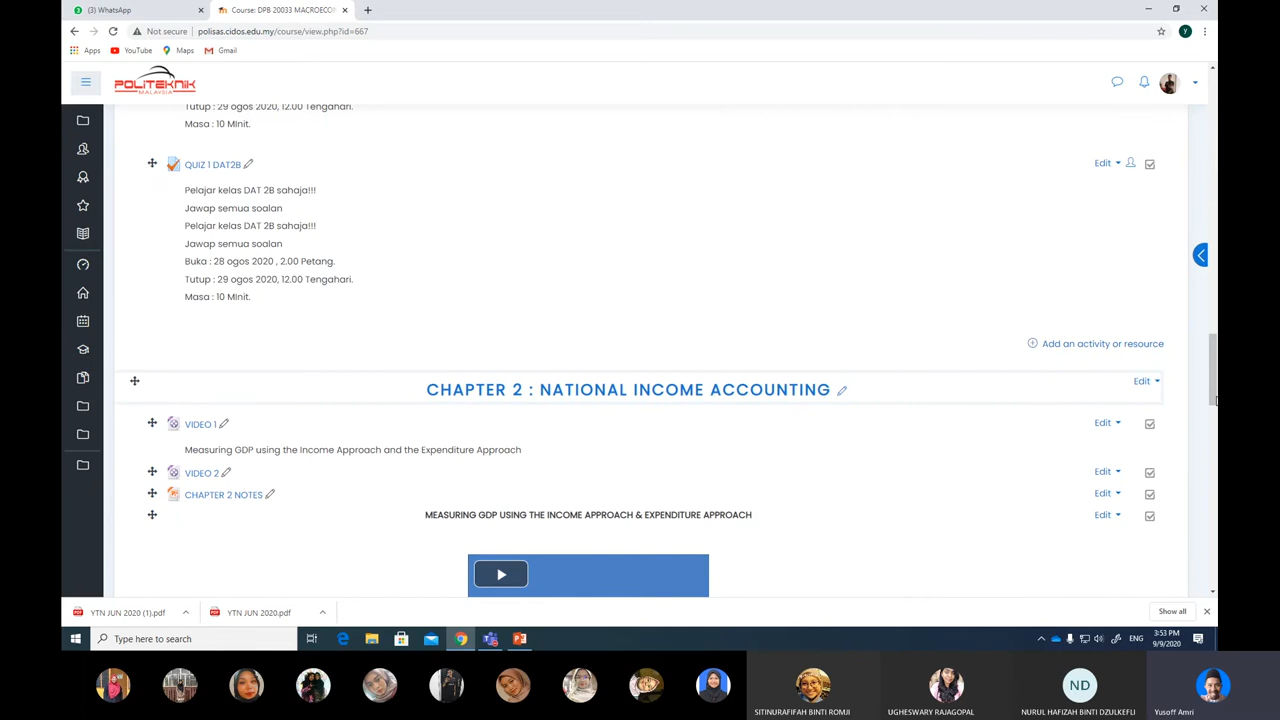 (3) WhatsApp
Course: DPB 20033 MACROECON
Not secure
polisas.cidos.edu.my/course/view.php?id=667
y
Apps
YouTube
Maps
Gmail
POLITEKNIK
MALAYSIA
Tutup : 29 ogos 2020, 12.00 Tengahari.
Masa : 10 MInit.
QUIZ 1 DAT2B
Edit
Pelajar kelas DAT 2B sahaja!!!
Jawap semua soalan
Pelajar kelas DAT 2B sahaja!!!
Jawap semua soalan
Buka : 28 ogos 2020 , 2.00 Petang.
Tutup : 29 ogos 2020, 12.00 Tengahari.
Masa : 10 MInit.
Add an activity or resource
CHAPTER 2 : NATIONAL INCOME ACCOUNTING
Edit
VIDEO 1
Edit
Measuring GDP using the Income Approach and the Expenditure Approach
VIDEO 2
Edit
CHAPTER 2 NOTES
Edit
MEASURING GDP USING THE INCOME APPROACH & EXPENDITURE APPROACH
Edit
YTN JUN 2020 (1).pdf
YTN JUN 2020.pdf
Show all
Type here to search
ENG
3:53 PM
9/9/2020
ND
SITINURAFIFAH BINTI ROMJI
UGHESWARY RAJAGOPAL
NURUL HAFIZAH BINTI DZULKEFLI
Yusoff Amri